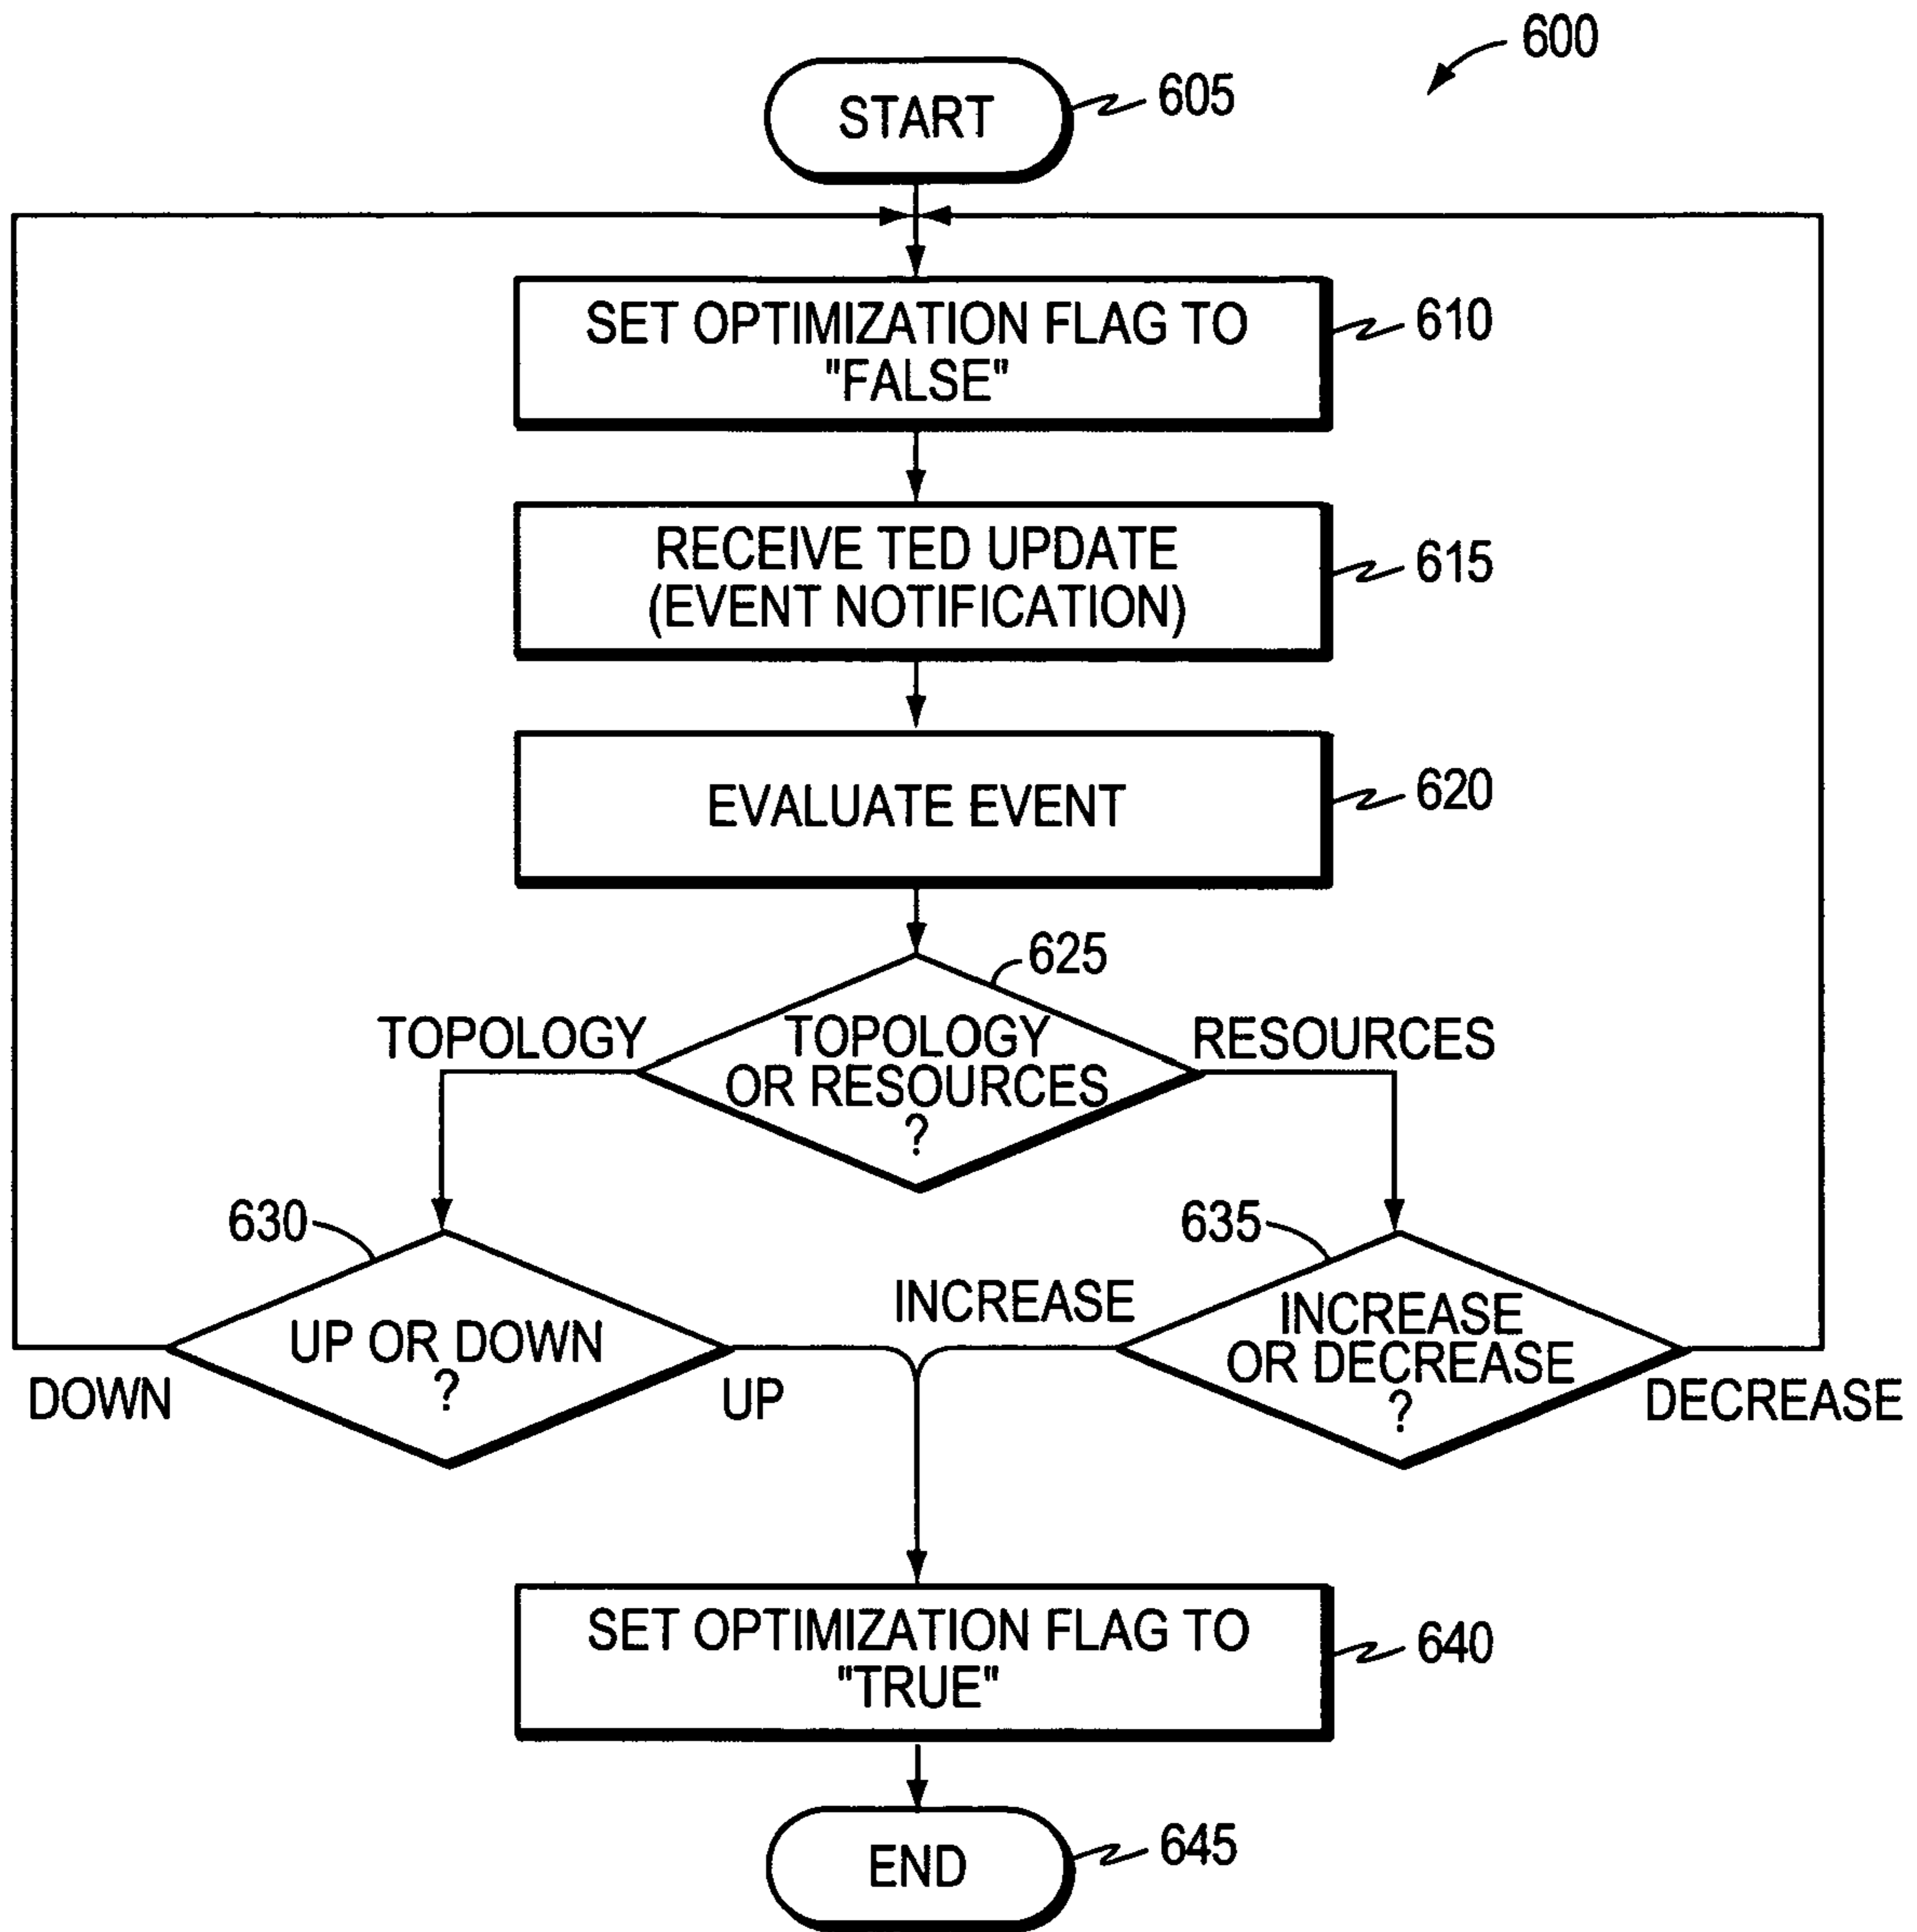 600
START
605
SET OPTIMIZATION FLAG TO
"FALSE"
610
RECEIVE TED UPDATE
(EVENT NOTIFICATION)
615
EVALUATE EVENT
620
625
TOPOLOGY
TOPOLOGY
OR RESOURCES
?
RESOURCES
630
635
UP OR DOWN
?
DOWN
UP
INCREASE
INCREASE
OR DECREASE
?
DECREASE
SET OPTIMIZATION FLAG TO
"TRUE"
640
END
645